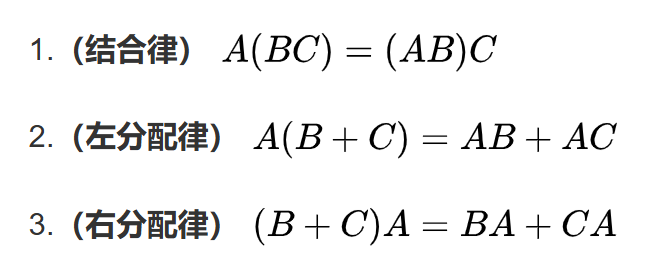 1.（结合律） A(BC) = (AB)C
2.（左分配律） A(B + C) = AB + AC
3.（右分配律） (B + C)A = BA + CA